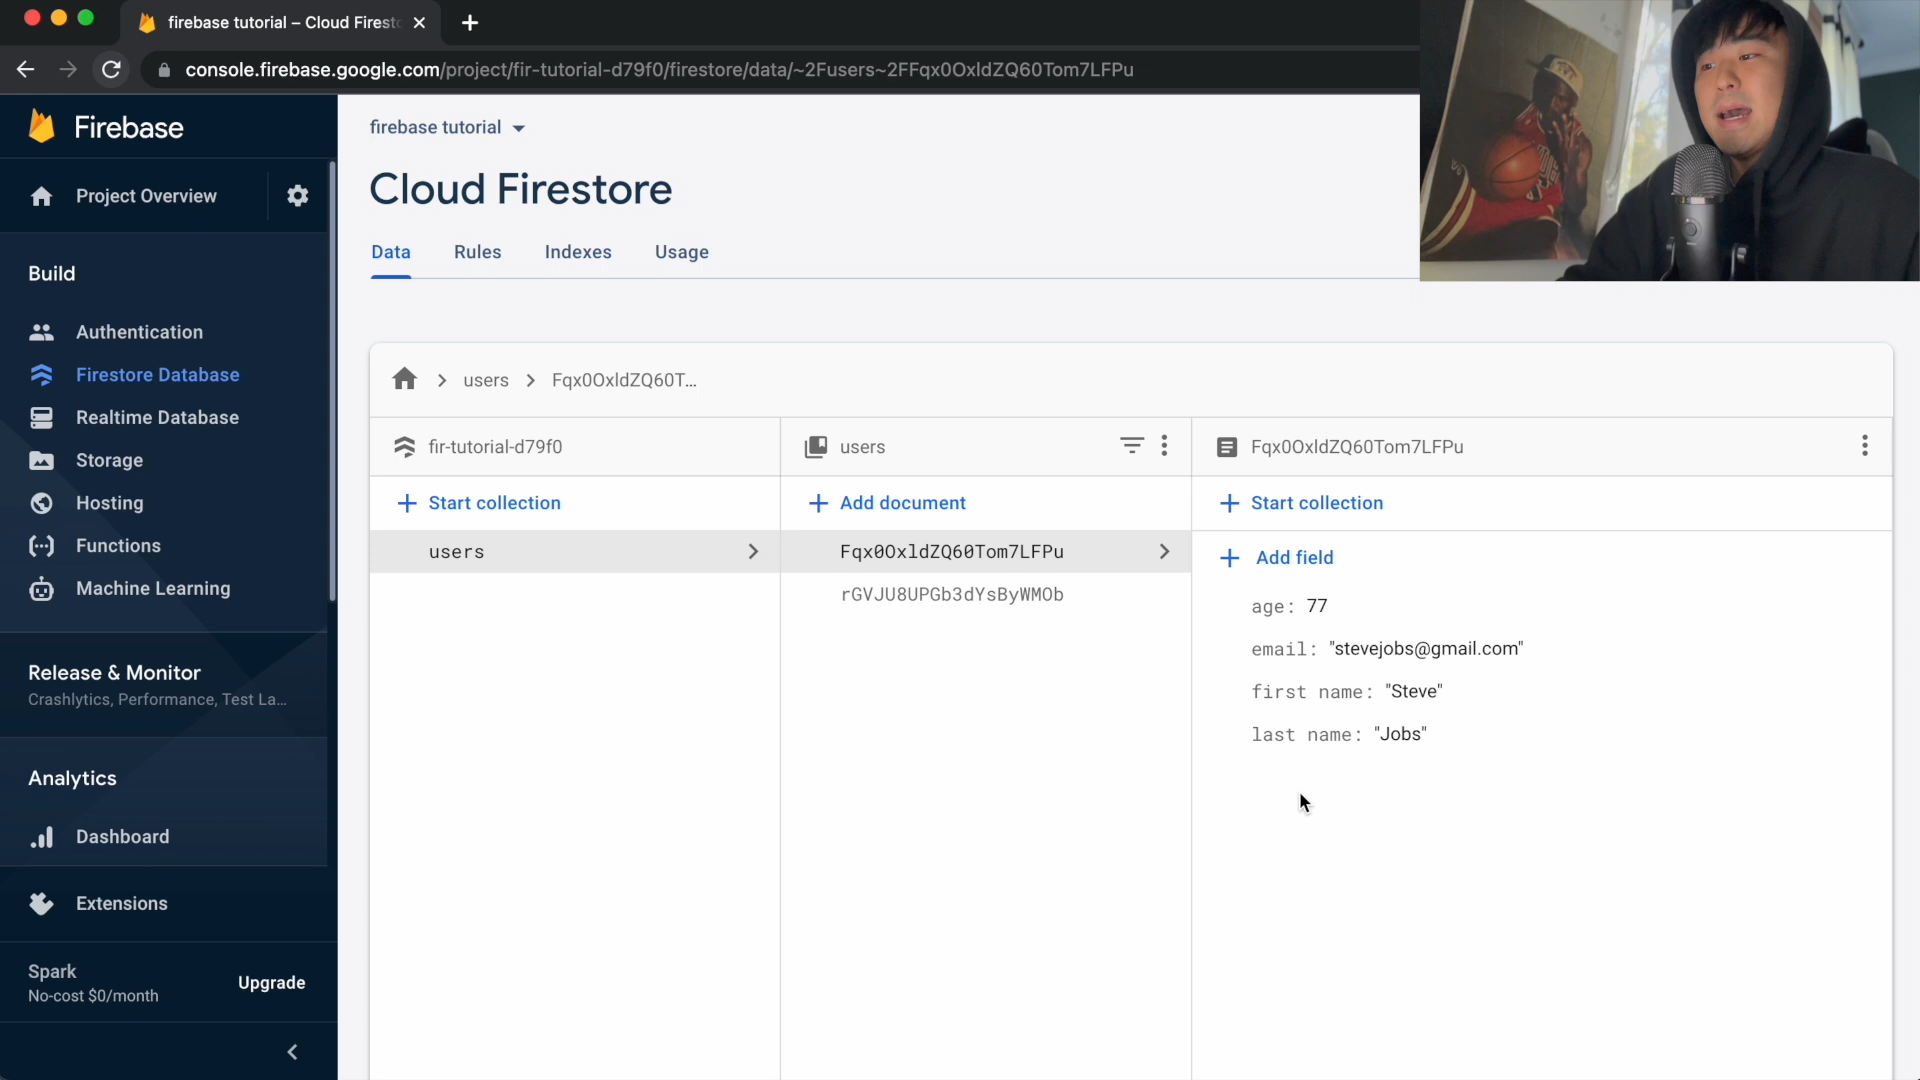 firebase tutorial – Cloud Firesto
console.firebase.google.com/project/fir-tutorial-d79f0/firestore/data/~2Fusers~2FFqx0OxldZQ60Tom7LFPu
Firebase
Project Overview
Build
Authentication
Firestore Database
Realtime Database
Storage
Hosting
Functions
Machine Learning
Release & Monitor
Crashlytics, Performance, Test La...
Analytics
Dashboard
Extensions
Spark
No-cost $0/month
Upgrade
firebase tutorial
Cloud Firestore
Data Rules Indexes Usage
users Fqx0OxldZQ60T...
fir-tutorial-d79f0
Start collection
users
users
Add document
Fqx0OxldZQ60Tom7LFPu
rGVJU8UPGb3dYsByWMOb
Fqx0OxldZQ60Tom7LFPu
Start collection
Add field
age: 77
email: "stevejobs@gmail.com"
first name: "Steve"
last name: "Jobs"